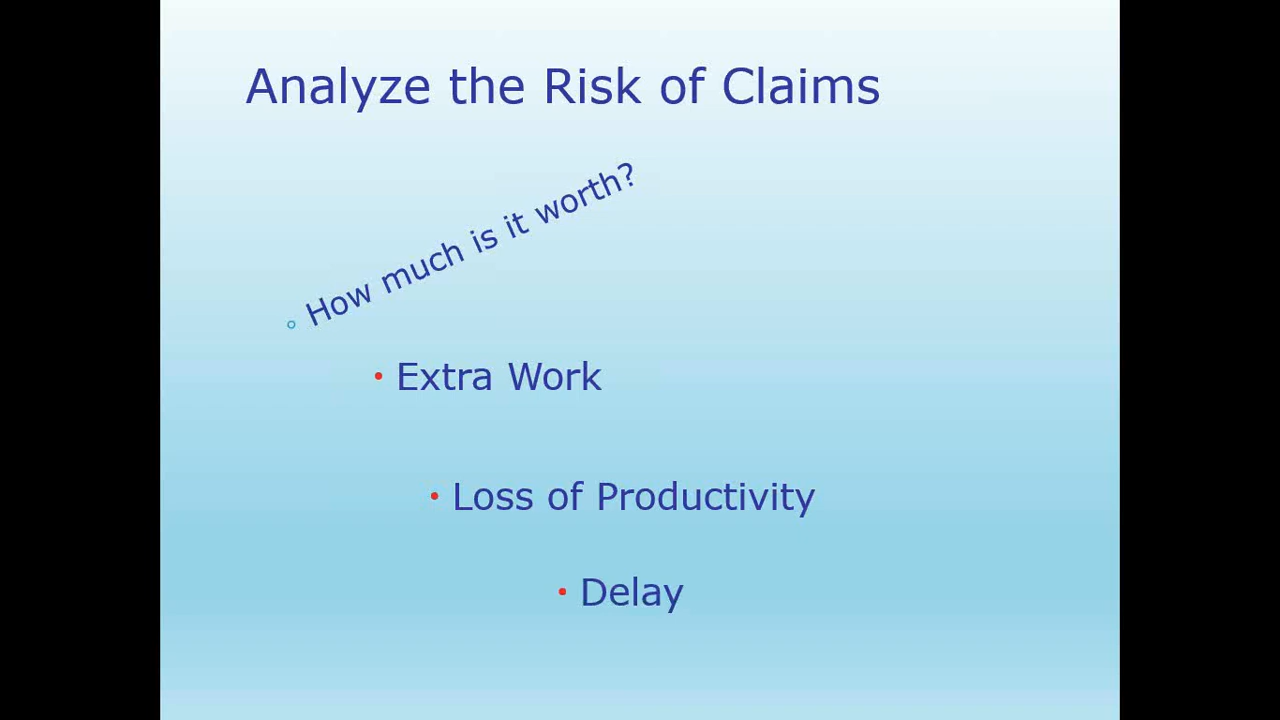 Analyze the Risk of Claims
How much is it worth?
Extra Work
Loss of Productivity
Delay